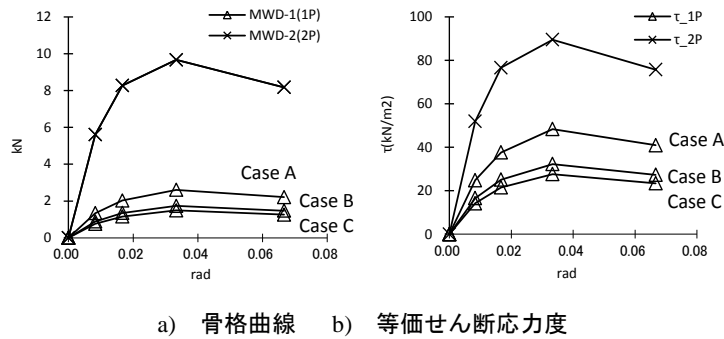 MWD-1(1P)
MWD-2(2P)
kN
12
10
8
6
4
2
0
Case A
Case B
Case C
0.00 0.02 0.04 0.06 0.08
rad
τ_1P
τ_2P
τ(kN/m2)
100
80
60
40
20
0
Case A
Case B
Case C
0.00 0.02 0.04 0.06 0.08
rad
a) 骨格曲線 b) 等価せん断応力度